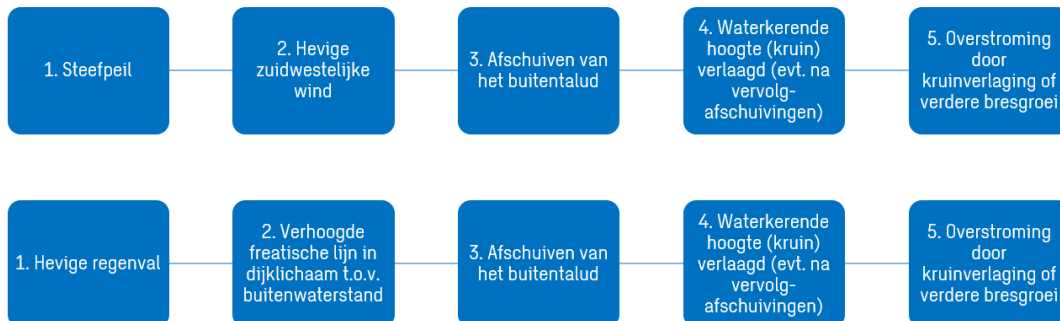 1. Steefpeil
2. Hevige
zuidwestelijke
wind
3. Afschuiven van
het buitentalud
4. Waterkerende
hoogte (kruin)
verlaagd (evt. na
vervolg-
afschuivingen)
5. Overstroming
door
kruinverlaging of
verdere bresgroei
1. Hevige regenval
2. Verhoogde
freatische lijn in
dijklichaam t.o.v.
buitenwaterstand
3. Afschuiven van
het buitentalud
4. Waterkerende
hoogte (kruin)
verlaagd (evt. na
vervolg-
afschuivingen)
5. Overstroming
door
kruinverlaging of
verdere bresgroei